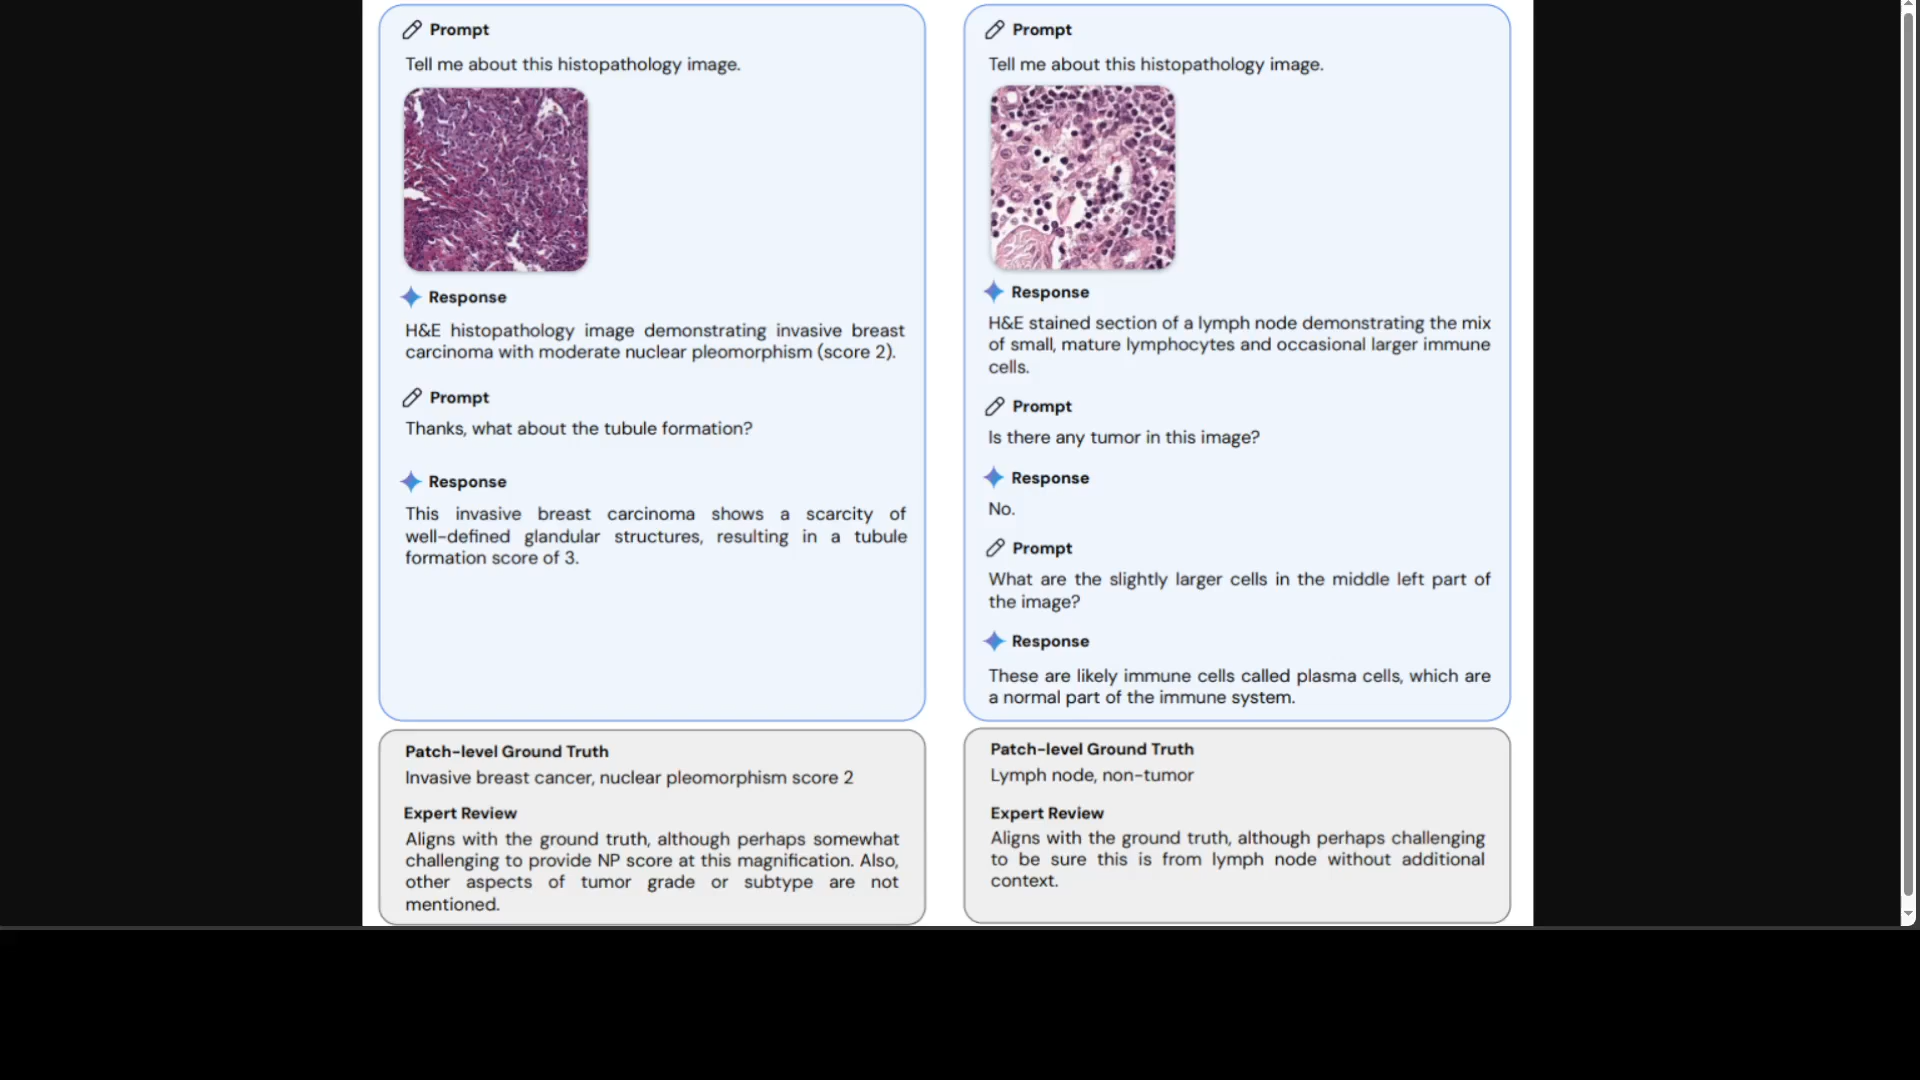 Prompt
Tell me about this histopathology image.
Response
H&E histopathology image demonstrating invasive breast
carcinoma with moderate nuclear pleomorphism (score 2).
Prompt
Thanks, what about the tubule formation?
Response
This invasive breast carcinoma shows a scarcity of
well-defined glandular structures, resulting in a tubule
formation score of 3.
Patch-level Ground Truth
Invasive breast cancer, nuclear pleomorphism score 2
Expert Review
Aligns with the ground truth, although perhaps somewhat
challenging to provide NP score at this magnification. Also,
other aspects of tumor grade or subtype are not
mentioned.
Prompt
Tell me about this histopathology image.
Response
H&E stained section of a lymph node demonstrating the mix
of small, mature lymphocytes and occasional larger immune
cells.
Prompt
Is there any tumor in this image?
Response
No.
Prompt
What are the slightly larger cells in the middle left part of
the image?
Response
These are likely immune cells called plasma cells, which are
a normal part of the immune system.
Patch-level Ground Truth
Lymph node, non-tumor
Expert Review
Aligns with the ground truth, although perhaps challenging
to be sure this is from lymph node without additional
context.